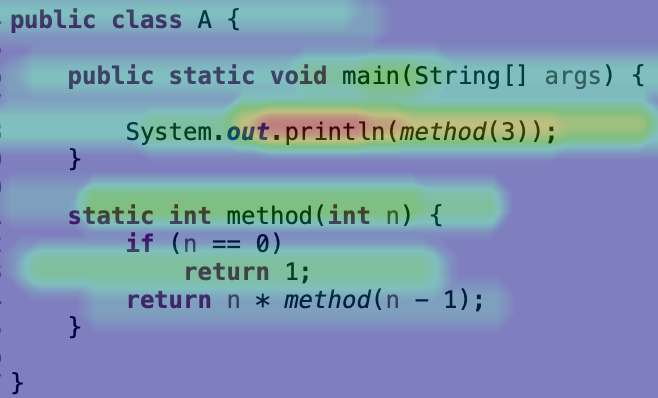 public class A {
public static void main(String[] args) {
System.out.println(method(3));
}
static int method(int n) {
if (n == 0)
return 1;
return n * method(n − 1);
}
}